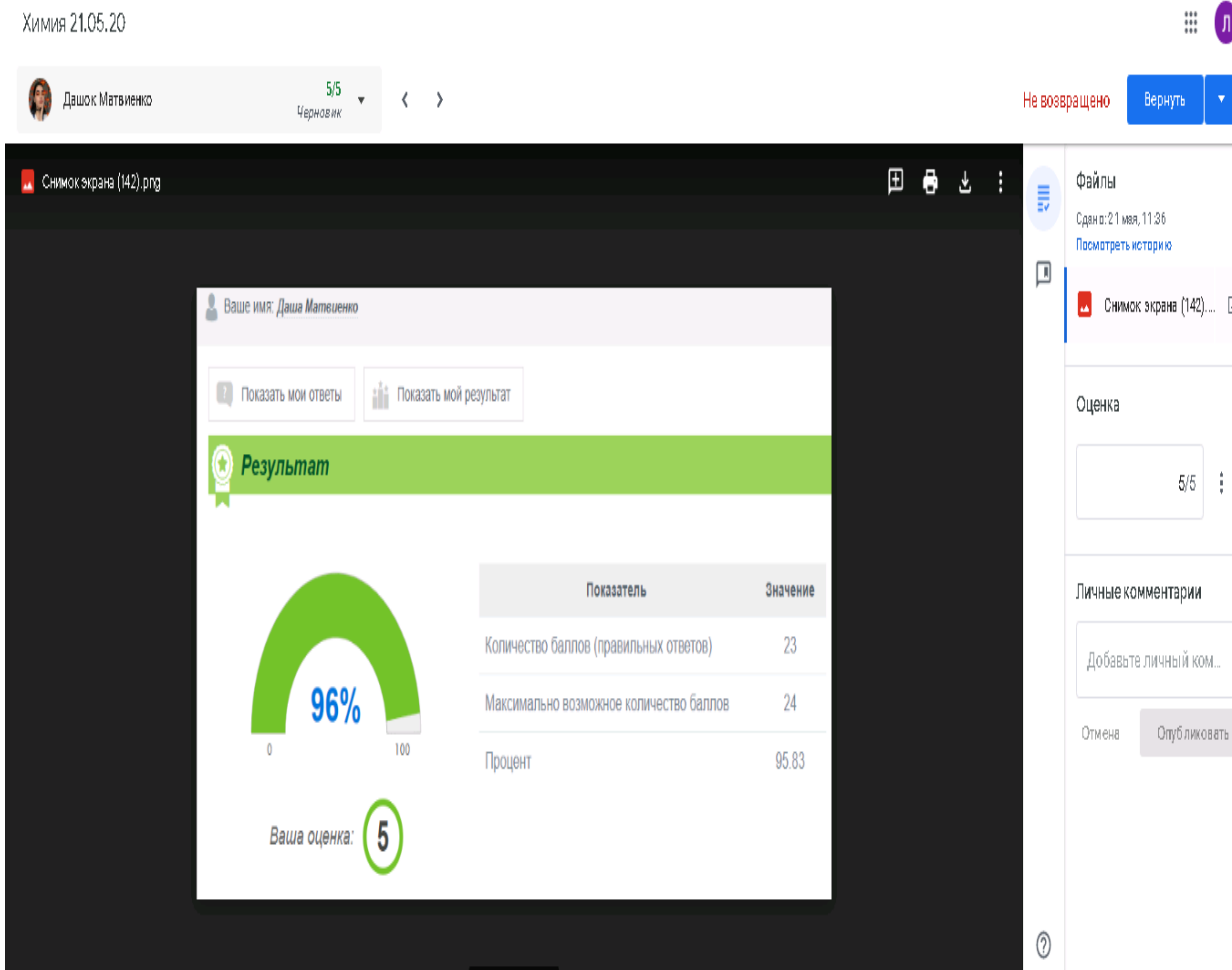 Химия 21.05.20
Л
Дашок Матвиенко
5/5
Черновик
Не возвращено
Вернуть
Снимок экрана (142).png
Файлы
Сдано: 21 мая, 11:36
Посмотреть историю
Снимок экрана (142)....
Ваше имя: Даша Матвиенко
Показать мои ответы
Показать мой результат
Результат
Оценка
5/5
Показатель Значение
Количество баллов (правильных ответов) 23
Максимально возможное количество баллов 24
Процент 95.83
96%
0 100
Ваша оценка: 5
Личные комментарии
Добавьте личный ком...
Отмена
Опубликовать